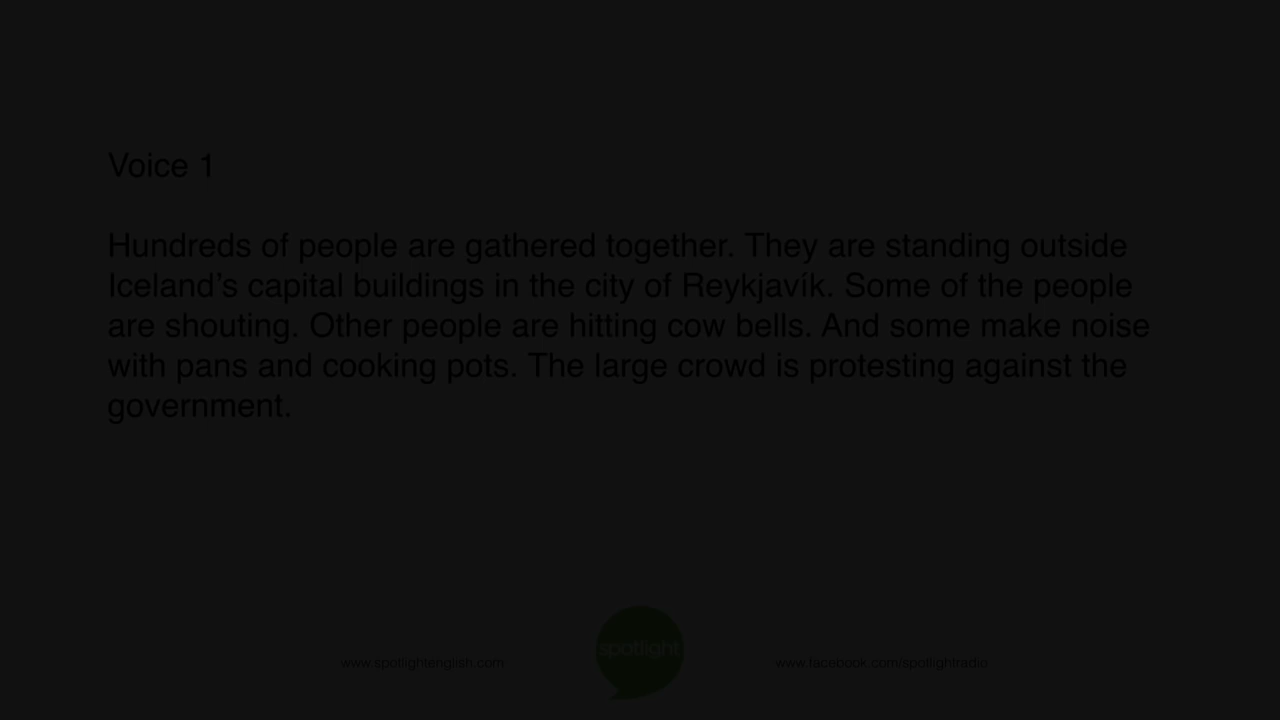 Voice 1
Hundreds of people are gathered together. They are standing outside
Iceland’s capital buildings in the city of Reykjavík. Some of the people
are shouting. Other people are hitting cow bells. And some make noise
with pans and cooking pots. The large crowd is protesting against the
government.
spotlight
www.spotlightenglish.com
www.facebook.com/spotlightradio